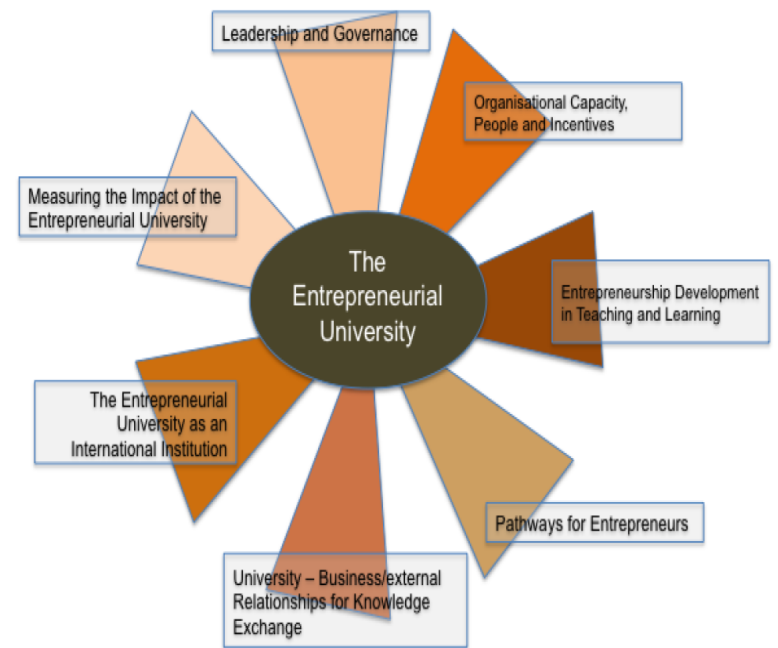 Leadership and Governance
Organisational Capacity,
People and Incentives
Measuring the Impact of the
Entrepreneurial University
The
Entrepreneurial
University
Entrepreneurship Development
in Teaching and Learning
The Entrepreneurial
University as an
International Institution
Pathways for Entrepreneurs
University – Business/external
Relationships for Knowledge
Exchange